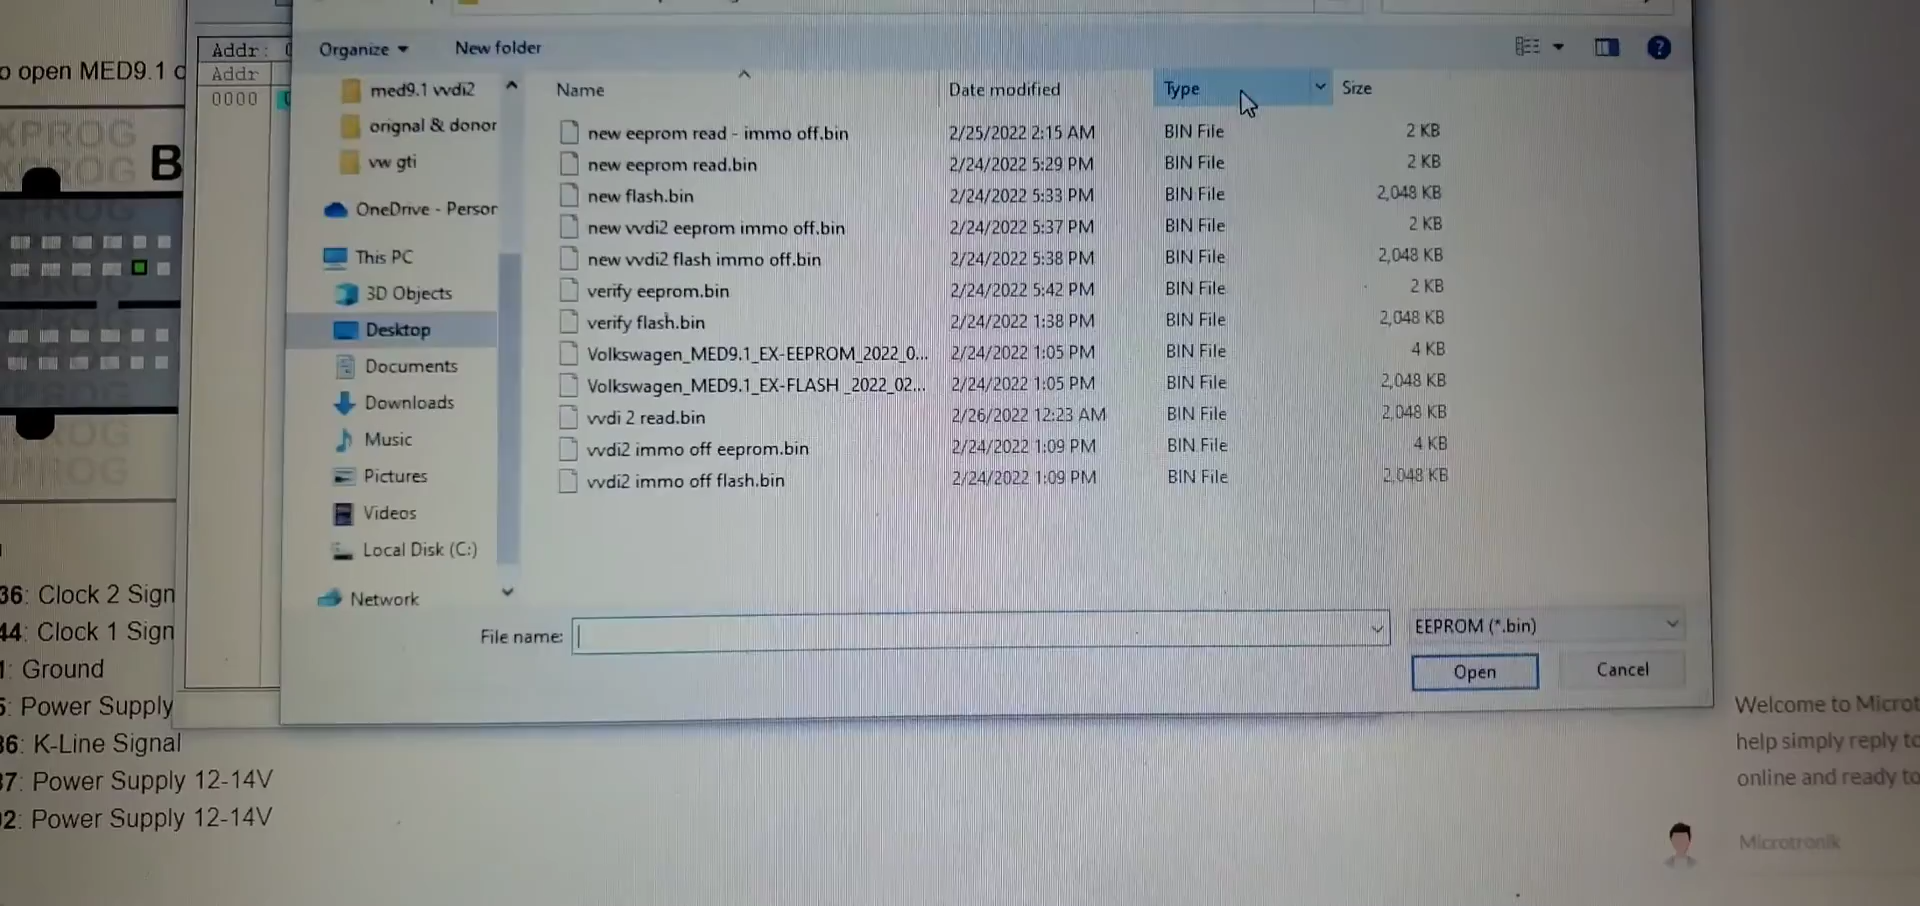 Organize
New folder
Addr:
Addr
0000
o open MED9.1
XPROG
XPROG
B
med9.1 vvdi2
orignal & donor
vw gti
OneDrive - Person
This PC
3D Objects
Desktop
Documents
Downloads
Music
Pictures
Videos
Local Disk (C:)
Network
Name Date modified Type Size
new eeprom read - immo off.bin 2/25/2022 2:15 AM BIN File 2 KB
new eeprom read.bin 2/24/2022 5:29 PM BIN File 2 KB
new flash.bin 2/24/2022 5:33 PM BIN File 2,048 KB
new vvdi2 eeprom immo off.bin 2/24/2022 5:37 PM BIN File 2 KB
new vvdi2 flash immo off.bin 2/24/2022 5:38 PM BIN File 2,048 KB
verify eeprom.bin 2/24/2022 5:42 PM BIN File 2 KB
verify flash.bin 2/24/2022 1:38 PM BIN File 2,048 KB
Volkswagen_MED9.1_EX-EEPROM_2022_0... 2/24/2022 1:05 PM BIN File 4 KB
Volkswagen_MED9.1_EX-FLASH _2022_02... 2/24/2022 1:05 PM BIN File 2,048 KB
vvdi 2 read.bin 2/26/2022 12:23 AM BIN File 2,048 KB
vvdi2 immo off eeprom.bin 2/24/2022 1:09 PM BIN File 4 KB
vvdi2 immo off flash.bin 2/24/2022 1:09 PM BIN File 2,048 KB
File name:
EEPROM (*.bin)
Open
Cancel
36: Clock 2 Sign
44: Clock 1 Sign
1: Ground
5: Power Supply
86: K-Line Signal
87: Power Supply 12-14V
92: Power Supply 12-14V
Welcome to Microt
help simply reply to
online and ready to
Microtronik